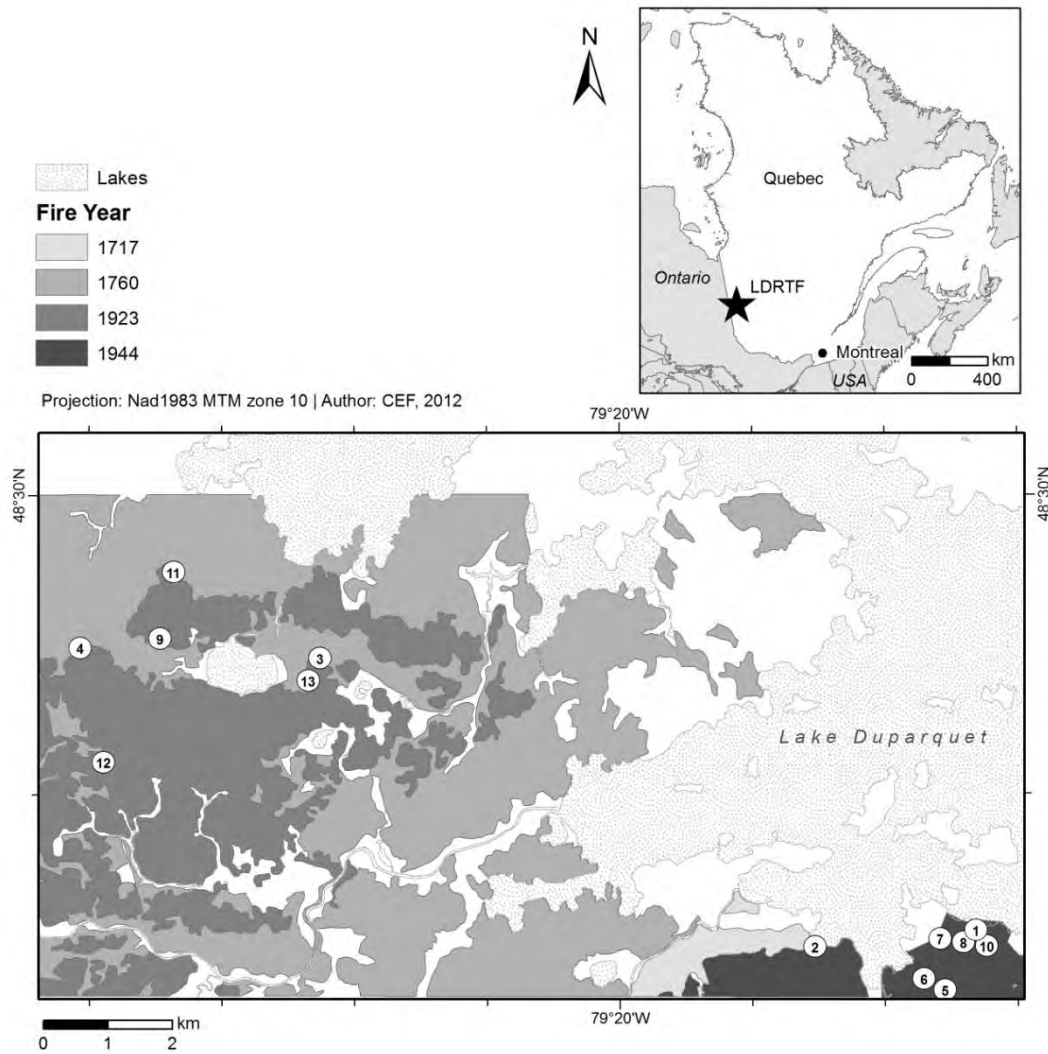 N
Lakes
Fire Year
1717
1760
1923
1944
Projection: Nad1983 MTM zone 10 | Author: CEF, 2012
Quebec
Ontario
LDRTF
Montreal
USA
km
0 400
79°20'W
48°30'N
48°30'N
11
4
9
3
13
12
Lake Duparquet
1
7
8
10
2
6
5
79°20'W
km
0 1 2